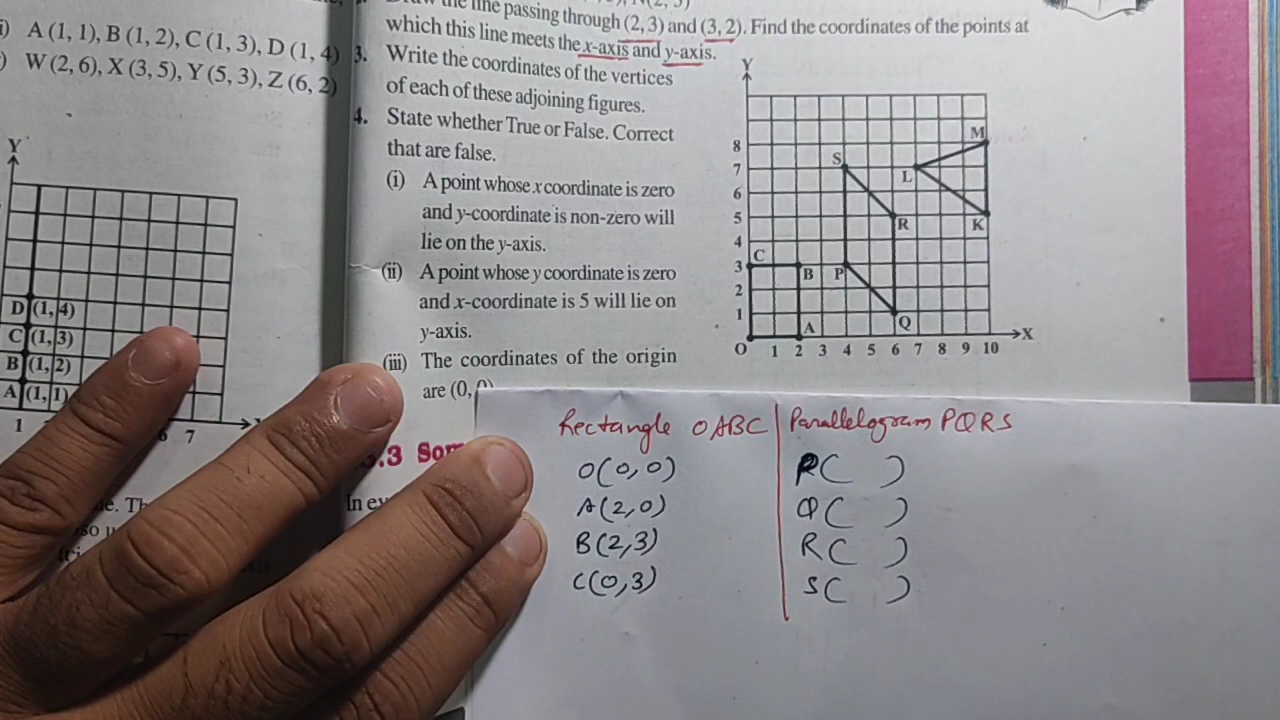 i) A (1, 1), B (1, 2), C (1, 3), D (1, 4)
W (2, 6), X (3, 5), Y (5, 3), Z (6, 2)
Y
D (1, 4)
C (1, 3)
B (1, 2)
A (1, 1)
1 6 7
the line passing through (2, 3) and (3, 2). Find the coordinates of the points at
which this line meets the x-axis and y-axis.
3. Write the coordinates of the vertices
of each of these adjoining figures.
4. State whether True or False. Correct
that are false.
(i) A point whose x coordinate is zero
and y-coordinate is non-zero will
lie on the y-axis.
(ii) A point whose y coordinate is zero
and x-coordinate is 5 will lie on
y-axis.
(iii) The coordinates of the origin
are (0, 0)
.3
In
Y
8 M
7 S L
6
5 R K
4
3 C B P
2
1 A Q
O 1 2 3 4 5 6 7 8 9 10 X
Rectangle OABC Parallelogram PQRS
O(0,0) P( )
A(2,0) Q( )
B(2,3) R( )
C(0,3) S( )